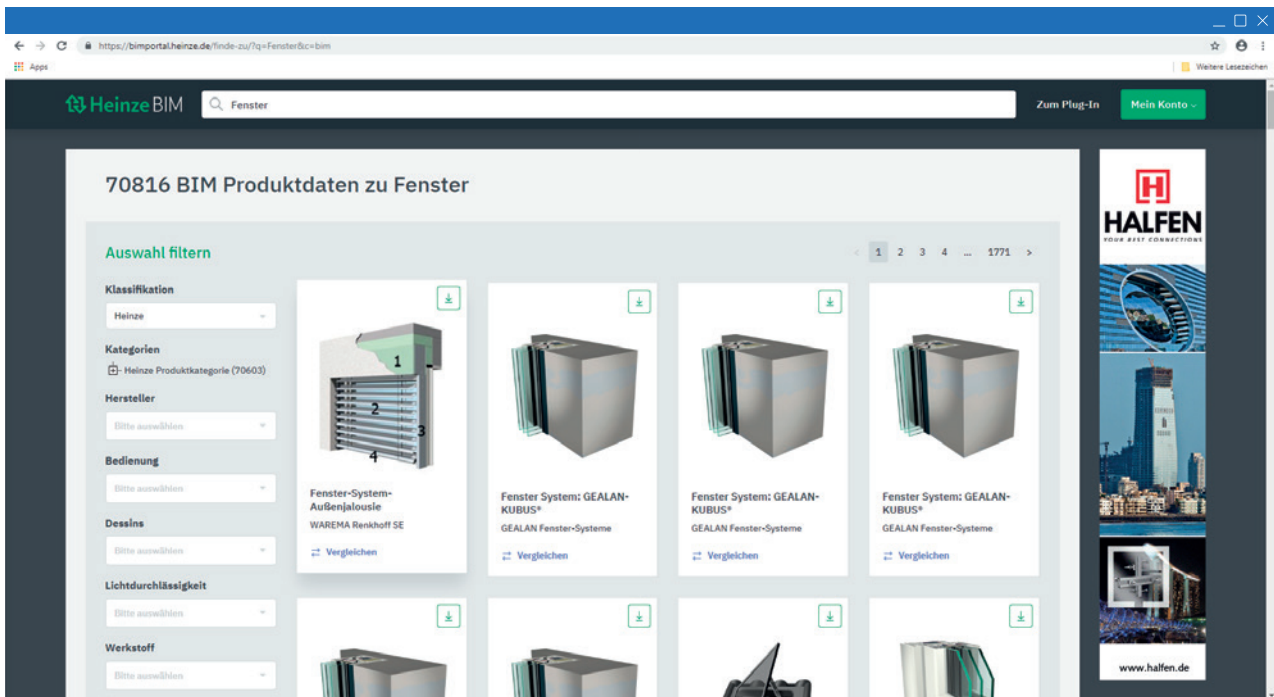 https://bimportal.heinze.de/finde-zu/?q=Fenster&c=bim
Apps
Weitere Lesezeichen
Heinze BIM
Fenster
Zum Plug-In
Mein Konto
70816 BIM Produktdaten zu Fenster
Auswahl filtern
< 1 2 3 4 ... 1771 >
Klassifikation
Heinze
Kategorien
Heinze Produktkategorie (70603)
Hersteller
Bitte auswählen
Bedienung
Bitte auswählen
Dessins
Bitte auswählen
Lichtdurchlässigkeit
Bitte auswählen
Werkstoff
Bitte auswählen
1
2
3
4
Fenster-System-
Außenjalousie
WAREMA Renkhoff SE
Vergleichen
Fenster System: GEALAN-
KUBUS®
GEALAN Fenster-Systeme
Vergleichen
Fenster System: GEALAN-
KUBUS®
GEALAN Fenster-Systeme
Vergleichen
Fenster System: GEALAN-
KUBUS®
GEALAN Fenster-Systeme
Vergleichen
H
HALFEN
YOUR BEST CONNECTIONS
www.halfen.de